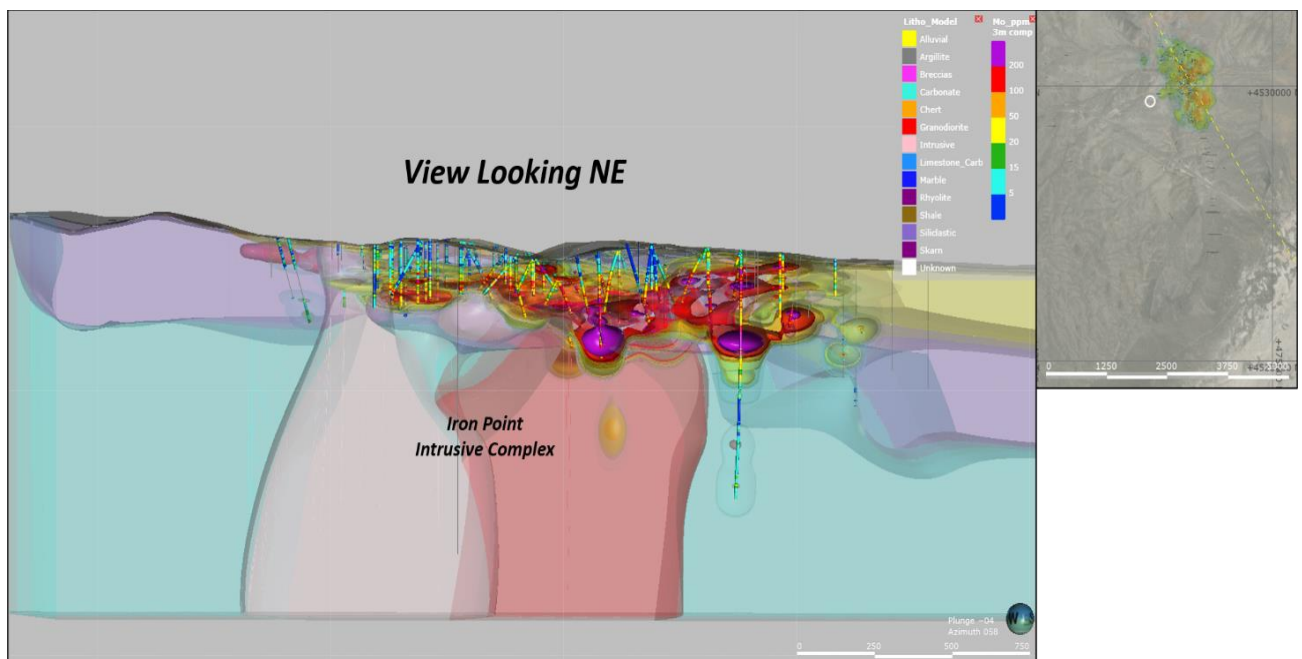 Litho_Model
Alluvial
Argillite
Breccias
Carbonate
Chert
Granodiorite
Intrusive
Limestone_Carb
Marble
Rhyolite
Shale
Siliclastic
Skarn
Unknown
Mo_ppm
3m comp
200
100
50
20
15
5
View Looking NE
Iron Point
Intrusive Complex
Plunge −04
Azimuth 058
0 250 500 750
W S
+4530000 N
0 1250 2500 3750